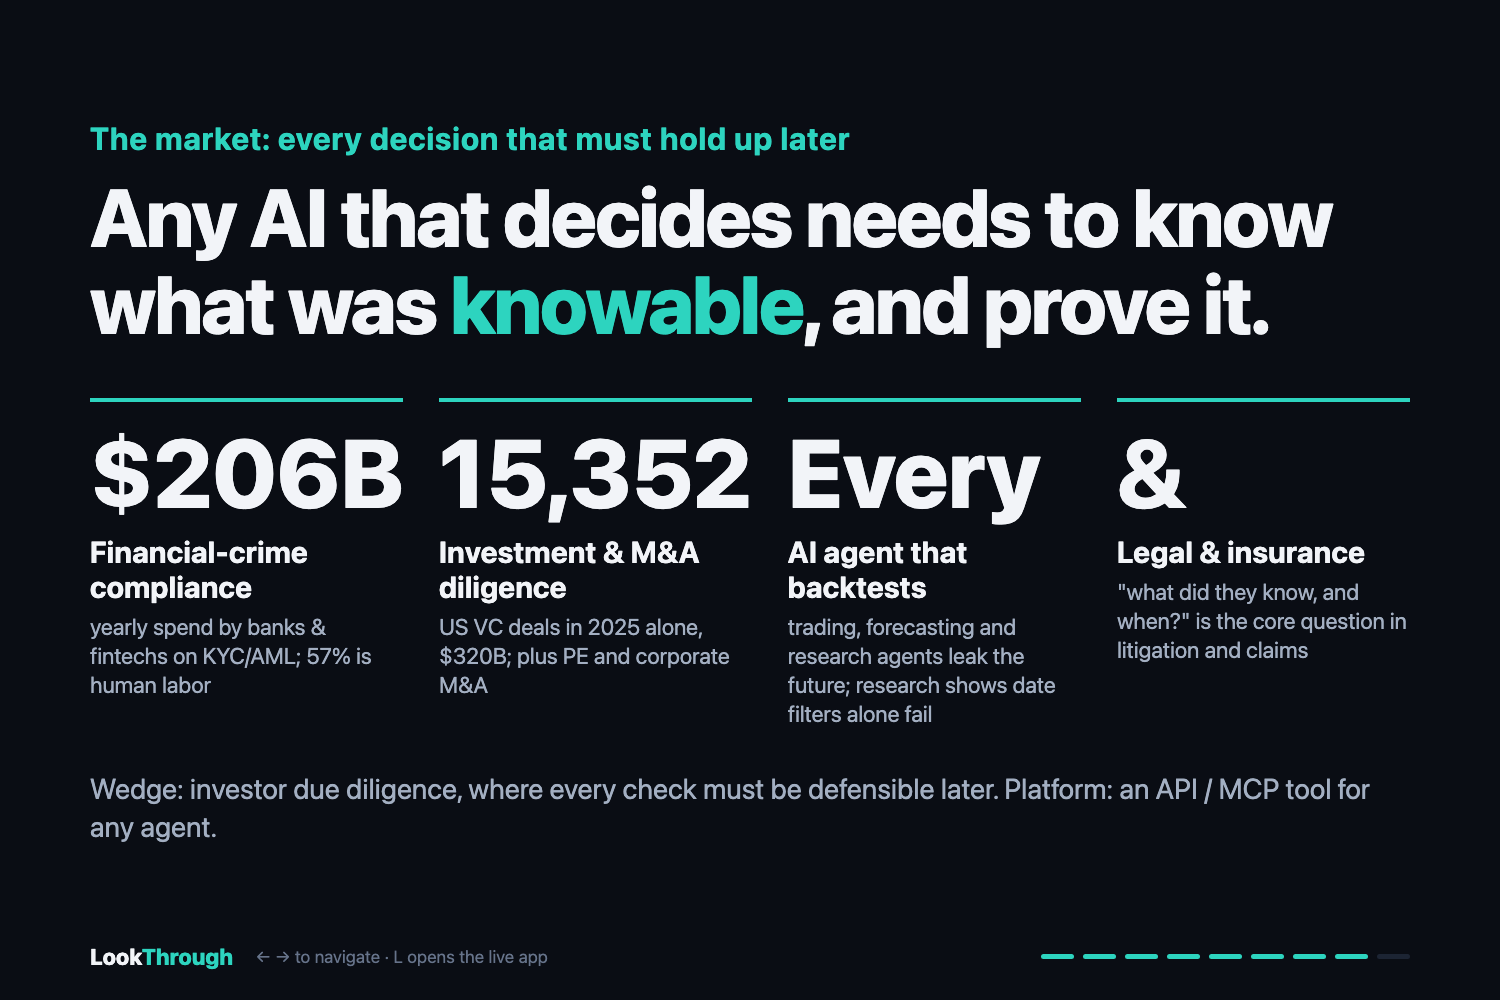 The market: every decision that must hold up later
Any AI that decides needs to know
what was knowable, and prove it.
$206B
Financial-crime
compliance
yearly spend by banks &
fintechs on KYC/AML; 57% is
human labor
15,352
Investment & M&A
diligence
US VC deals in 2025 alone,
$320B; plus PE and corporate
M&A
Every
AI agent that
backtests
trading, forecasting and
research agents leak the
future; research shows date
filters alone fail
&
Legal & insurance
"what did they know, and
when?" is the core question in
litigation and claims
Wedge: investor due diligence, where every check must be defensible later. Platform: an API / MCP tool for
any agent.
LookThrough
← → to navigate · L opens the live app